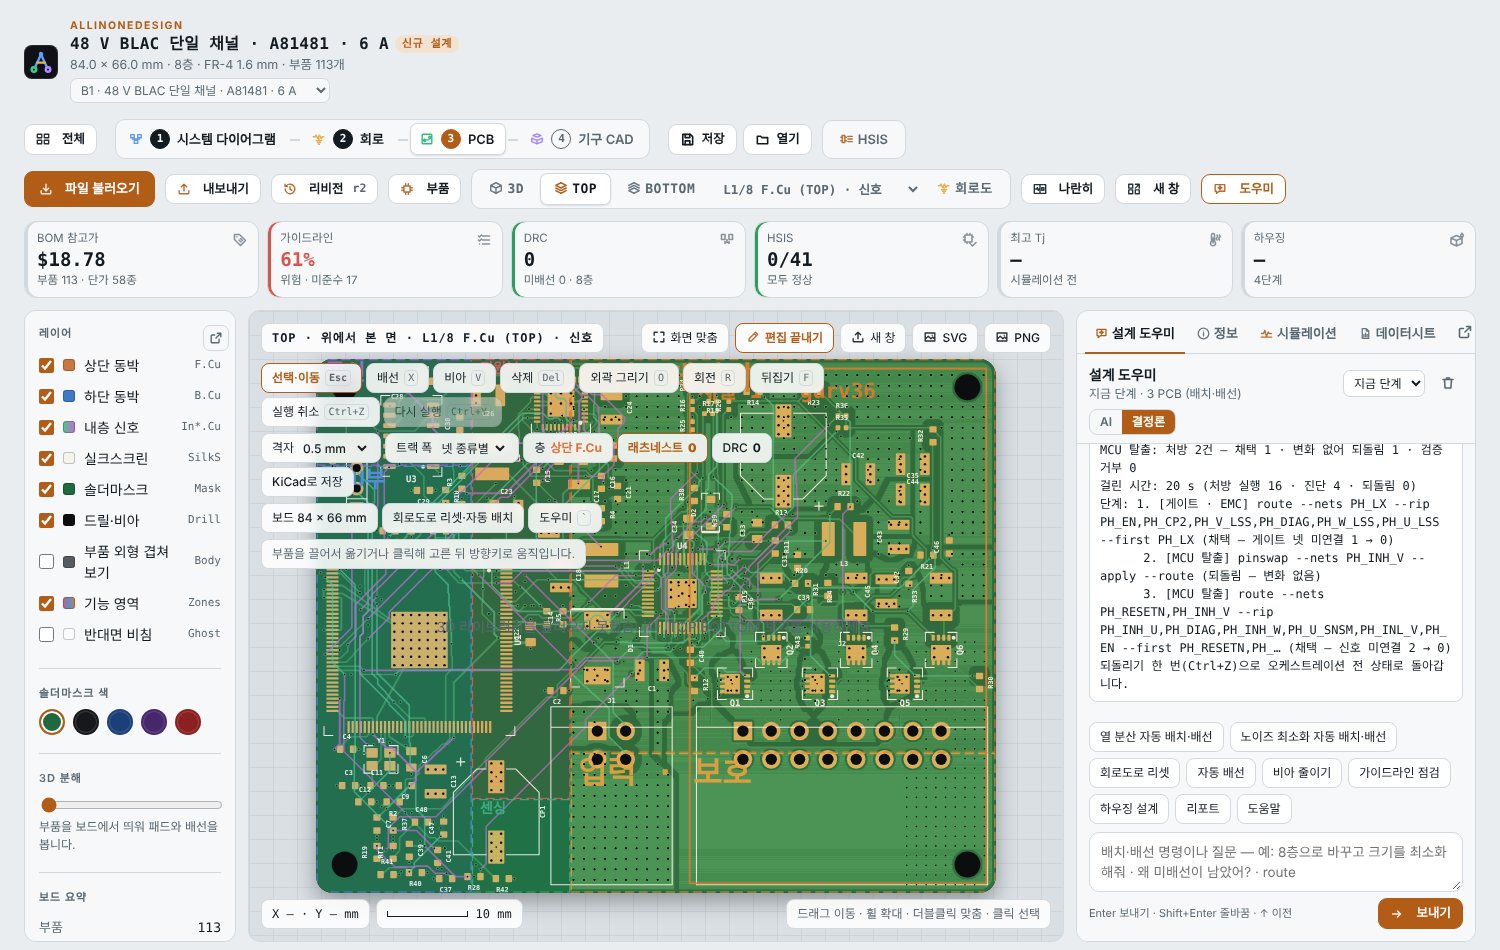 ALLINONEDESIGN
48 V BLAC 단일 채널 · A81481 · 6 A 신규 설계
84.0 × 66.0 mm · 8층 · FR-4 1.6 mm · 부품 113개
B1 · 48 V BLAC 단일 채널 · A81481 · 6 A
전체 1 시스템 다이어그램 2 회로 3 PCB 4 기구 CAD 저장 열기 HSIS
파일 불러오기 내보내기 리비전 r2 부품 3D TOP BOTTOM L1/8 F.Cu (TOP) · 신호 회로도 나란히 새 창 도우미
BOM 참고가
$18.78
부품 113 · 단가 58종
가이드라인
61%
위험 · 미준수 17
DRC
0
미배선 0 · 8층
HSIS
0/41
모두 정상
최고 Tj
—
시뮬레이션 전
하우징
—
4단계
레이어
상단 동박 F.Cu
하단 동박 B.Cu
내층 신호 In*.Cu
실크스크린 SilkS
솔더마스크 Mask
드릴·비아 Drill
부품 외형 겹쳐 보기 Body
기능 영역 Zones
반대면 비침 Ghost
솔더마스크 색
3D 분해
부품을 보드에서 띄워 패드와 배선을
봅니다.
보드 요약
부품 113
TOP · 위에서 본 면 · L1/8 F.Cu (TOP) · 신호 화면 맞춤 편집 끝내기 새 창 SVG PNG
선택·이동 Esc 배선 X 비아 V 삭제 Del 외곽 그리기 O 회전 R 뒤집기 F
실행 취소 Ctrl+Z 다시 실행
격자 0.5 mm 트랙 폭 넷 종류별 층 상단 F.Cu 래츠네스트 0 DRC 0
KiCad로 저장
보드 84 × 66 mm 회로도로 리셋·자동 배치 도우미 `
부품을 끌어서 옮기거나 클릭해 고른 뒤 방향키로 움직입니다.
입력
보호
센싱
U3
U4
U1
Q1
Q2
Q3
Q4
Q5
Q6
J1
C1
C2
L3
CP1
Y1
X — · Y — mm
10 mm
드래그 이동 · 휠 확대 · 더블클릭 맞춤 · 클릭 선택
설계 도우미 정보 시뮬레이션 데이터시트
설계 도우미
지금 단계 · 3 PCB (배치·배선)
지금 단계
AI 결정론
MCU 탈출: 처방 2건 — 채택 1 · 변화 없어 되돌림 1 · 검증
거부 0
걸린 시간: 20 s (처방 실행 16 · 진단 4 · 되돌림 0)
단계: 1. [게이트 · EMC] route --nets PH_LX --rip
PH_EN,PH_CP2,PH_V_LSS,PH_DIAG,PH_W_LSS,PH_U_LSS
--first PH_LX (채택 — 게이트 넷 미연결 1 → 0)
2. [MCU 탈출] pinswap --nets PH_INH_V --
apply --route (되돌림 — 변화 없음)
3. [MCU 탈출] route --nets
PH_RESETN,PH_INH_V --rip
PH_INH_U,PH_DIAG,PH_INH_W,PH_U_SNSM,PH_INL_V,PH_
EN --first PH_RESETN,PH_… (채택 — 신호 미연결 2 → 0)
되돌리기 한 번(Ctrl+Z)으로 오케스트레이션 전 상태로 돌아갑
니다.
열 분산 자동 배치·배선 노이즈 최소화 자동 배치·배선
회로도로 리셋 자동 배선 비아 줄이기 가이드라인 점검
하우징 설계 리포트 도움말
배치·배선 명령이나 질문 — 예: 8층으로 바꾸고 크기를 최소화
해줘 · 왜 미배선이 남았어? · route
Enter 보내기 · Shift+Enter 줄바꿈 · ↑ 이전
보내기